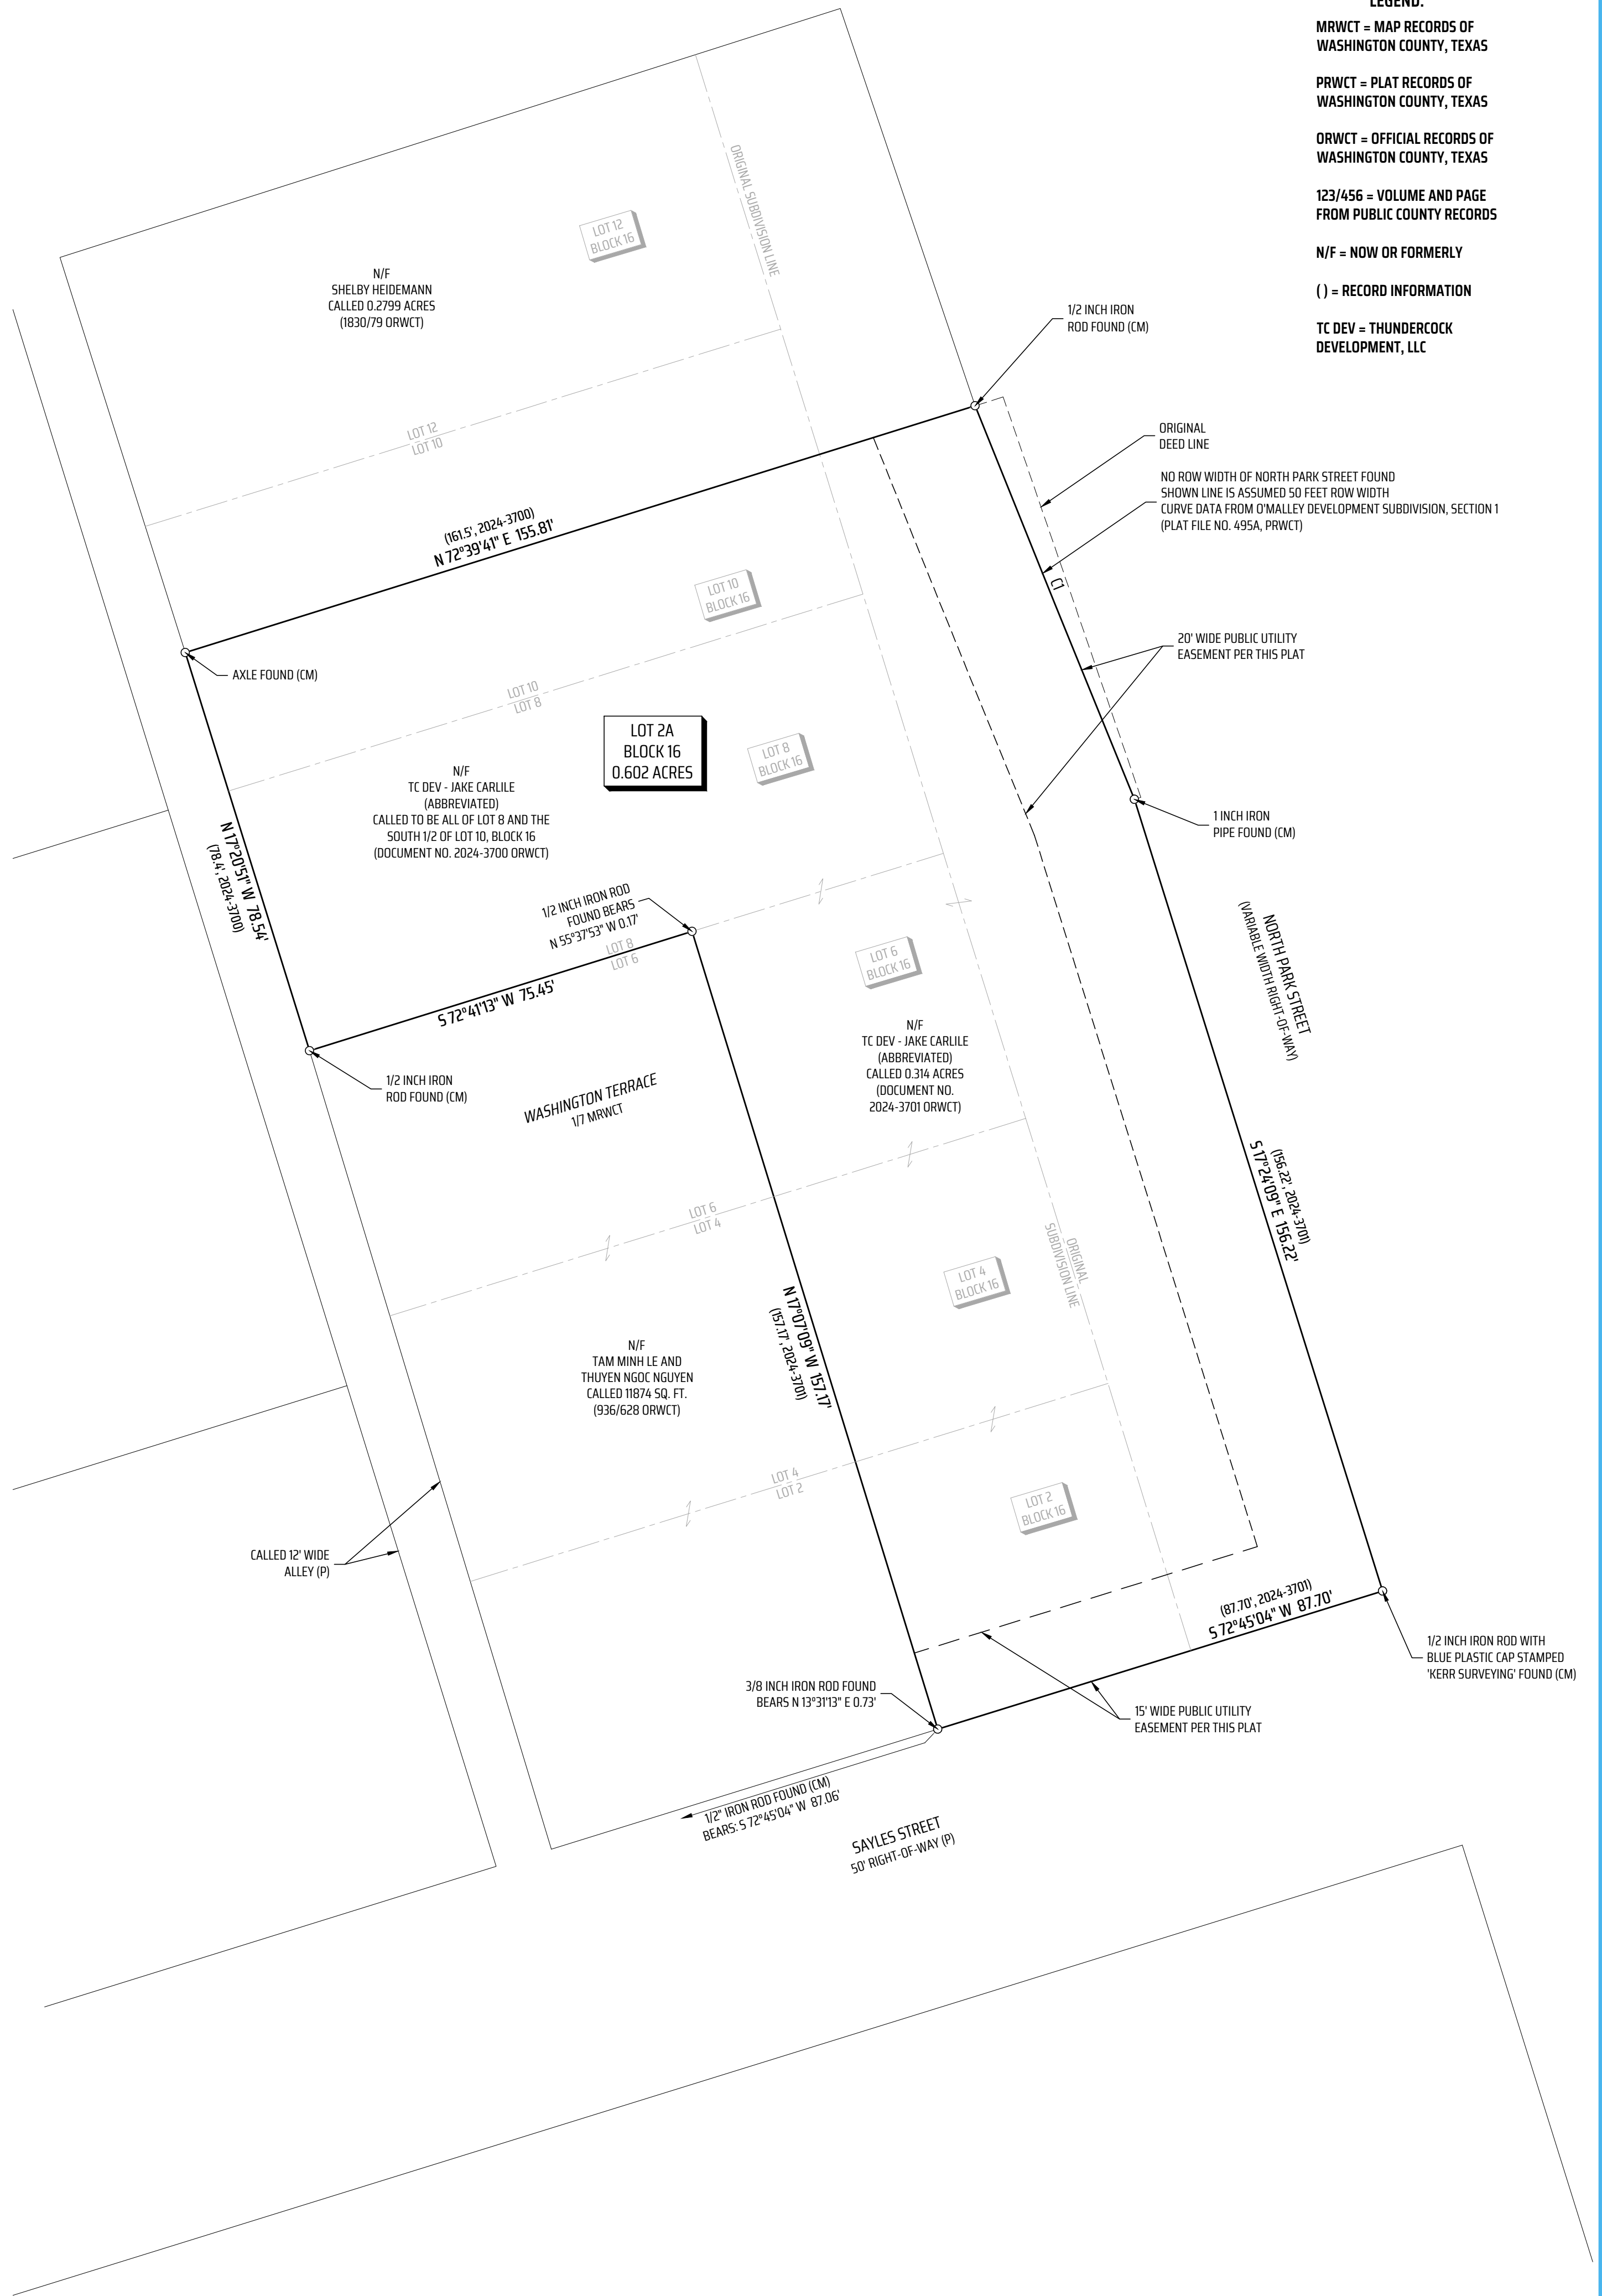 LEGEND:
MRWCT = MAP RECORDS OF
WASHINGTON COUNTY, TEXAS
PRWCT = PLAT RECORDS OF
WASHINGTON COUNTY, TEXAS
ORWCT = OFFICIAL RECORDS OF
WASHINGTON COUNTY, TEXAS
123/456 = VOLUME AND PAGE
FROM PUBLIC COUNTY RECORDS
N/F = NOW OR FORMERLY
( ) = RECORD INFORMATION
TC DEV = THUNDERCOCK
DEVELOPMENT, LLC
ORIGINAL SUBDIVISION LINE
LOT 12
BLOCK 16
N/F
SHELBY HEIDEMANN
CALLED 0.2799 ACRES
(1830/79 ORWCT)
1/2 INCH IRON
ROD FOUND (CM)
LOT 12
LOT 10
ORIGINAL
DEED LINE
NO ROW WIDTH OF NORTH PARK STREET FOUND
SHOWN LINE IS ASSUMED 50 FEET ROW WIDTH
CURVE DATA FROM O'MALLEY DEVELOPMENT SUBDIVISION, SECTION 1
(PLAT FILE NO. 495A, PRWCT)
(161.5', 2024-3700)
N 72°39'41" E 155.81'
C1
LOT 10
BLOCK 16
20' WIDE PUBLIC UTILITY
EASEMENT PER THIS PLAT
AXLE FOUND (CM)
LOT 10
LOT 8
LOT 2A
BLOCK 16
0.602 ACRES
LOT 8
BLOCK 16
N/F
TC DEV - JAKE CARLILE
(ABBREVIATED)
CALLED TO BE ALL OF LOT 8 AND THE
SOUTH 1/2 OF LOT 10, BLOCK 16
(DOCUMENT NO. 2024-3700 ORWCT)
1 INCH IRON
PIPE FOUND (CM)
N 17°20'51" W 78.54'
(78.4', 2024-3700)
1/2 INCH IRON ROD
FOUND BEARS
N 55°37'53" W 0.17'
LOT 8
LOT 6
NORTH PARK STREET
(VARIABLE WIDTH RIGHT-OF-WAY)
LOT 6
BLOCK 16
S 72°41'13" W 75.45'
N/F
TC DEV - JAKE CARLILE
(ABBREVIATED)
CALLED 0.314 ACRES
(DOCUMENT NO.
2024-3701 ORWCT)
1/2 INCH IRON
ROD FOUND (CM)
WASHINGTON TERRACE
1/7 MRWCT
(156.22', 2024-3701)
S 17°24'09" E 156.22'
LOT 6
LOT 4
ORIGINAL
SUBDIVISION LINE
LOT 4
BLOCK 16
N 17°07'09" W 157.17'
(157.17', 2024-3701)
N/F
TAM MINH LE AND
THUYEN NGOC NGUYEN
CALLED 11874 SQ. FT.
(936/628 ORWCT)
LOT 4
LOT 2
LOT 2
BLOCK 16
CALLED 12' WIDE
ALLEY (P)
(87.70', 2024-3701)
S 72°45'04" W 87.70'
1/2 INCH IRON ROD WITH
BLUE PLASTIC CAP STAMPED
'KERR SURVEYING' FOUND (CM)
3/8 INCH IRON ROD FOUND
BEARS N 13°31'13" E 0.73'
15' WIDE PUBLIC UTILITY
EASEMENT PER THIS PLAT
1/2" IRON ROD FOUND (CM)
BEARS: S 72°45'04" W 87.06'
SAYLES STREET
50' RIGHT-OF-WAY (P)